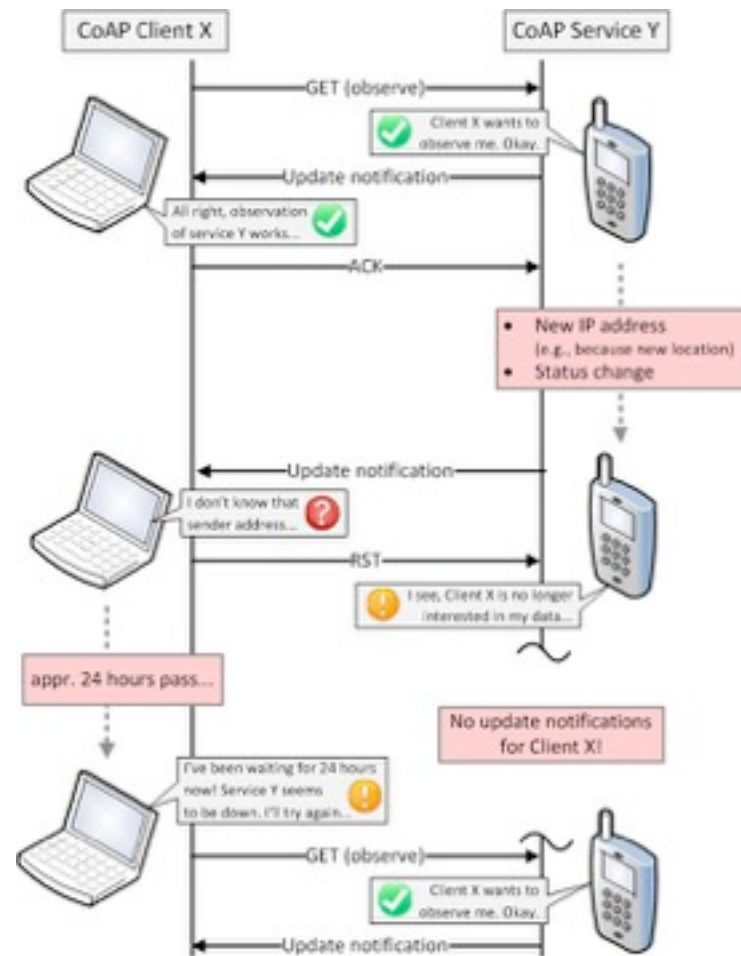 CoAP Client X
CoAP Service Y
GET (observe)
Client X wants to
observe me. Okay.
Update notification
All right, observation
of service Y works...
ACK
• New IP address
(e.g., because new location)
• Status change
Update notification
I don't know that
sender address...
RST
I see, Client X is no longer
interested in my data...
appr. 24 hours pass...
No update notifications
for Client X!
I've been waiting for 24 hours
now! Service Y seems
to be down. I'll try again...
GET (observe)
Client X wants to
observe me. Okay.
Update notification